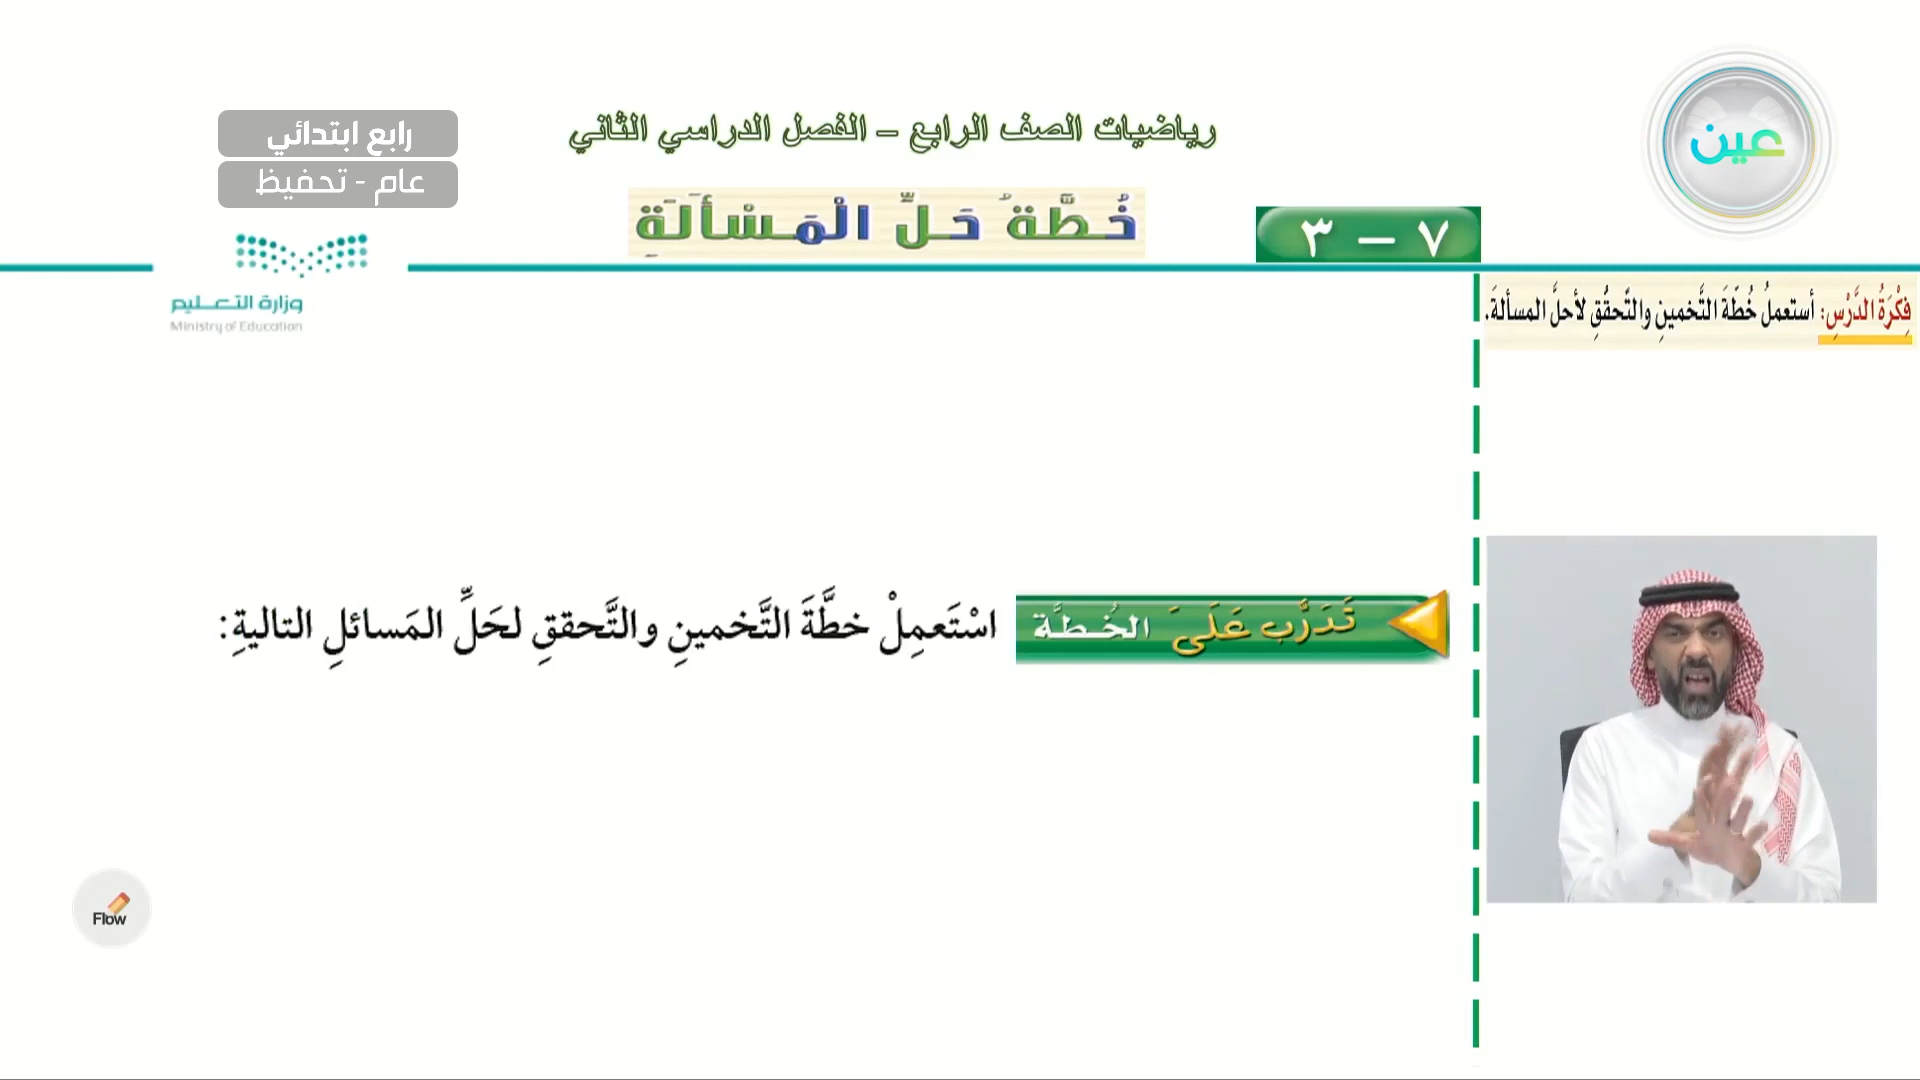 رياضيات الصف الرابع – الفصل الدراسي الثاني
رابع ابتدائي
عام - تحفيظ
عين
٧ – ٣
خُطَّةُ حَلِّ الْمَسْأَلَةِ
وزارة التعليم
Ministry of Education
فِكْرَةُ الدَّرْسِ: أستعملُ خُطّةَ التَّخمينِ والتَّحقُّقِ لأحلَّ المسألةَ.
تَدَرَّب عَلَى الخُطَّة
اسْتَعمِلْ خطَّةَ التَّخمينِ والتَّحققِ لحَلِّ المَسائلِ التاليةِ:
Flow